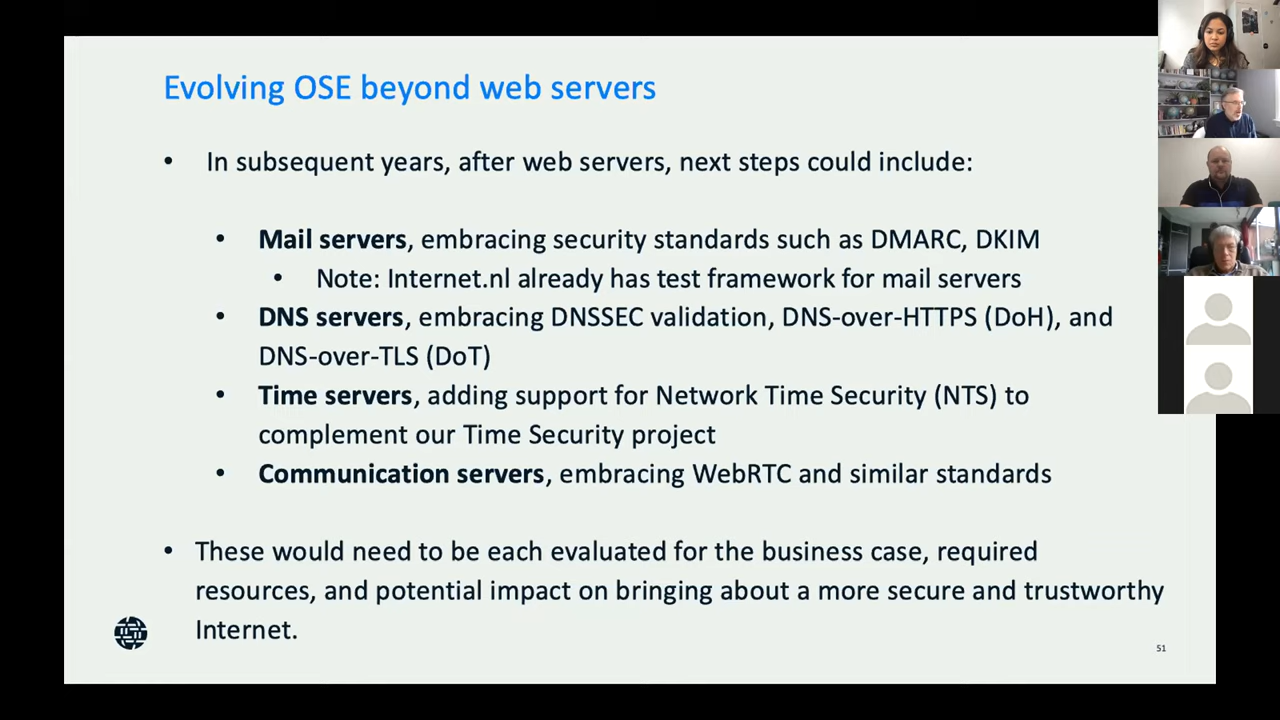 Evolving OSE beyond web servers
• In subsequent years, after web servers, next steps could include:
• Mail servers, embracing security standards such as DMARC, DKIM
• Note: Internet.nl already has test framework for mail servers
• DNS servers, embracing DNSSEC validation, DNS-over-HTTPS (DoH), and
DNS-over-TLS (DoT)
• Time servers, adding support for Network Time Security (NTS) to
complement our Time Security project
• Communication servers, embracing WebRTC and similar standards
• These would need to be each evaluated for the business case, required
resources, and potential impact on bringing about a more secure and trustworthy
Internet.
51